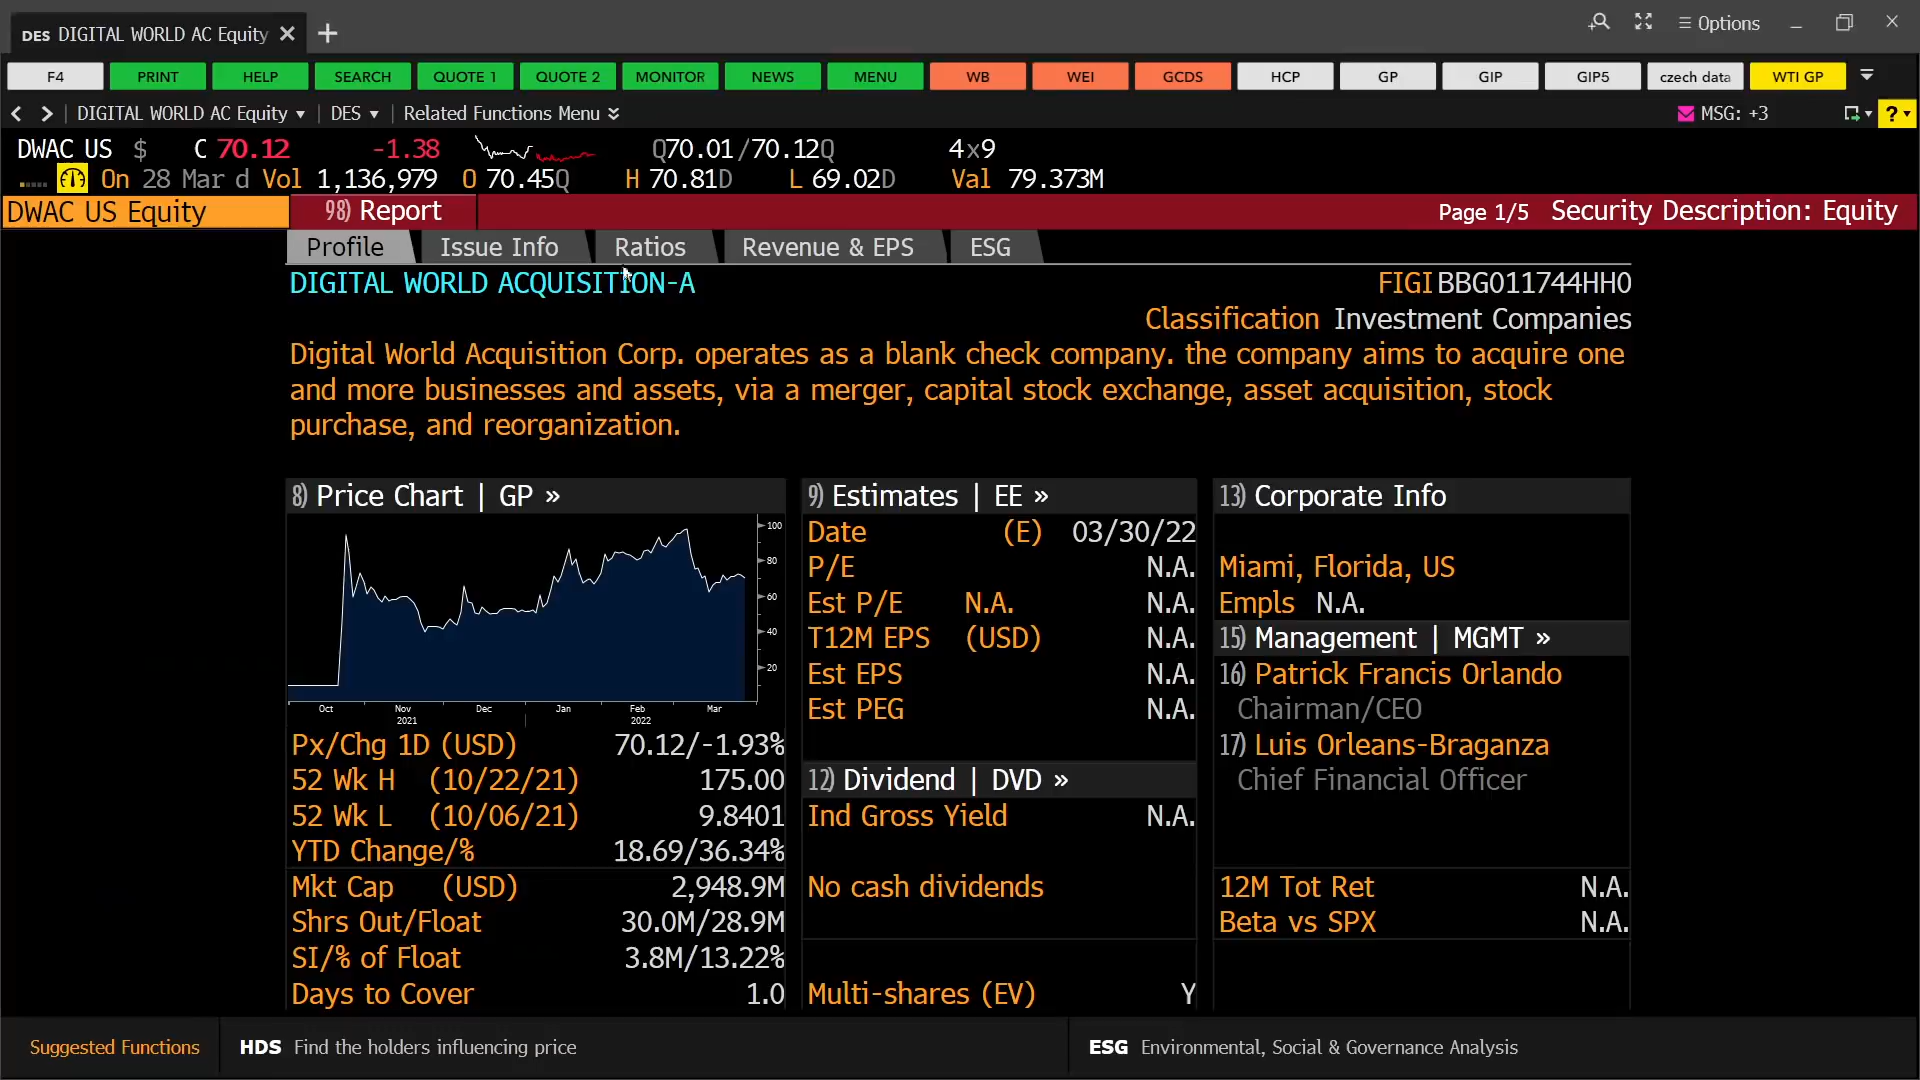 DES DIGITAL WORLD AC Equity
Options
F4 PRINT HELP SEARCH QUOTE 1 QUOTE 2 MONITOR NEWS MENU WB WEI GCDS HCP GP GIP GIP5 czech data WTI GP
DIGITAL WORLD AC Equity DES Related Functions Menu MSG: +3 ?
DWAC US $ C 70.12 -1.38 Q70.01/70.12Q 4x9
On 28 Mar d Vol 1,136,979 O 70.45Q H 70.81D L 69.02D Val 79.373M
DWAC US Equity 98) Report Page 1/5 Security Description: Equity
Profile Issue Info Ratios Revenue & EPS ESG
DIGITAL WORLD ACQUISITION-A FIGI BBG011744HH0
Classification Investment Companies
Digital World Acquisition Corp. operates as a blank check company. the company aims to acquire one
and more businesses and assets, via a merger, capital stock exchange, asset acquisition, stock
purchase, and reorganization.
8) Price Chart | GP »
100
80
60
40
20
Oct Nov Dec Jan Feb Mar
2021 2022
Px/Chg 1D (USD) 70.12/-1.93%
52 Wk H (10/22/21) 175.00
52 Wk L (10/06/21) 9.8401
YTD Change/% 18.69/36.34%
Mkt Cap (USD) 2,948.9M
Shrs Out/Float 30.0M/28.9M
SI/% of Float 3.8M/13.22%
Days to Cover 1.0
9) Estimates | EE »
Date (E) 03/30/22
P/E N.A.
Est P/E N.A. N.A.
T12M EPS (USD) N.A.
Est EPS N.A.
Est PEG N.A.
12) Dividend | DVD »
Ind Gross Yield N.A.
No cash dividends
Multi-shares (EV) Y
13) Corporate Info
Miami, Florida, US
Empls N.A.
15) Management | MGMT »
16) Patrick Francis Orlando
Chairman/CEO
17) Luis Orleans-Braganza
Chief Financial Officer
12M Tot Ret N.A.
Beta vs SPX N.A.
Suggested Functions HDS Find the holders influencing price ESG Environmental, Social & Governance Analysis